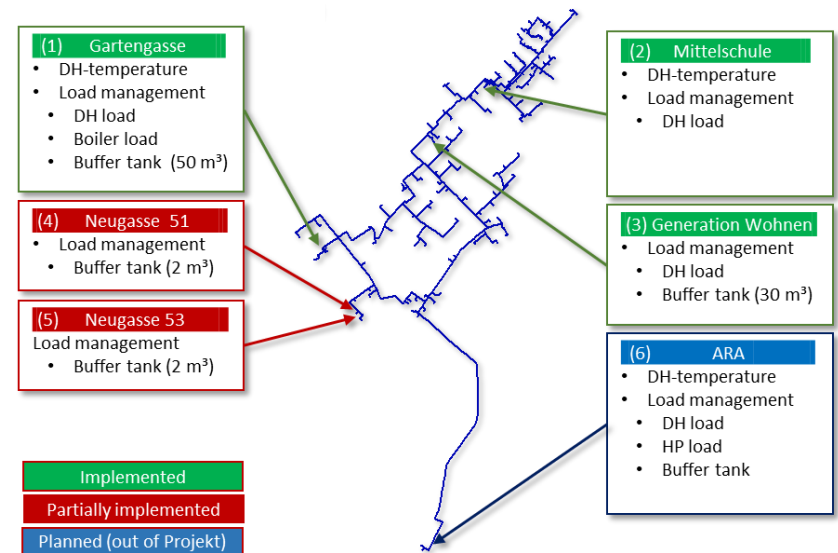 (1) Gartengasse
• DH-temperature
• Load management
• DH load
• Boiler load
• Buffer tank (50 m³)
(2) Mittelschule
• DH-temperature
• Load management
• DH load
(4) Neugasse 51
• Load management
• Buffer tank (2 m³)
(3) Generation Wohnen
• Load management
• DH load
• Buffer tank (30 m³)
(5) Neugasse 53
Load management
• Buffer tank (2 m³)
(6) ARA
• DH-temperature
• Load management
• DH load
• HP load
• Buffer tank
Implemented
Partially implemented
Planned (out of Projekt)